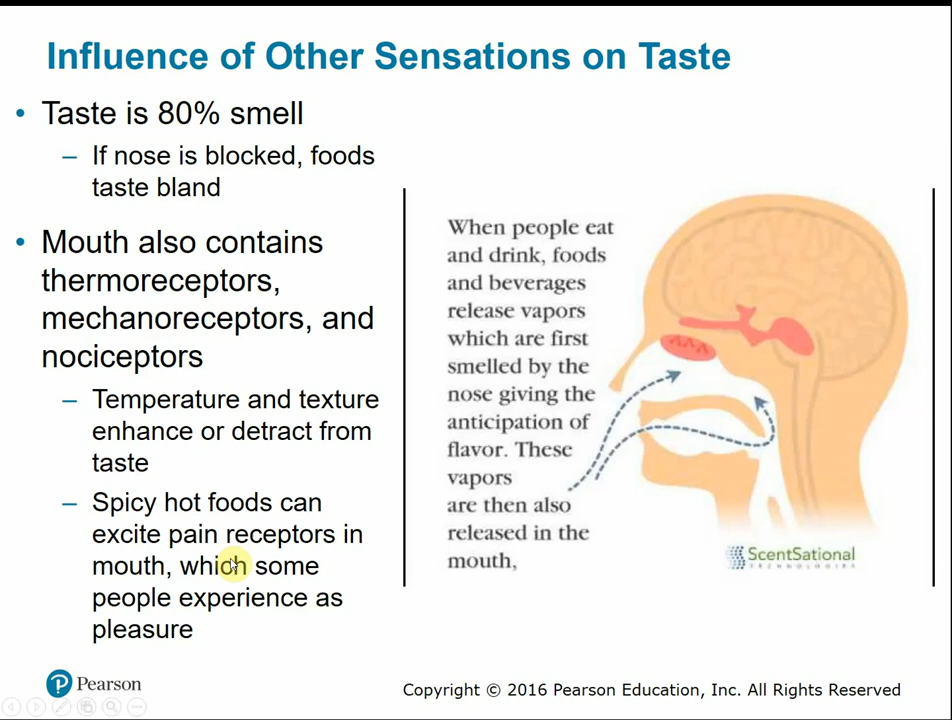 Influence of Other Sensations on Taste
• Taste is 80% smell
– If nose is blocked, foods
taste bland
• Mouth also contains
thermoreceptors,
mechanoreceptors, and
nociceptors
– Temperature and texture
enhance or detract from
taste
– Spicy hot foods can
excite pain receptors in
mouth, which some
people experience as
pleasure
When people eat
and drink, foods
and beverages
release vapors
which are first
smelled by the
nose giving the
anticipation of
flavor. These
vapors
are then also
released in the
mouth,
ScentSational
TECHNOLOGIES
Pearson
Copyright © 2016 Pearson Education, Inc. All Rights Reserved